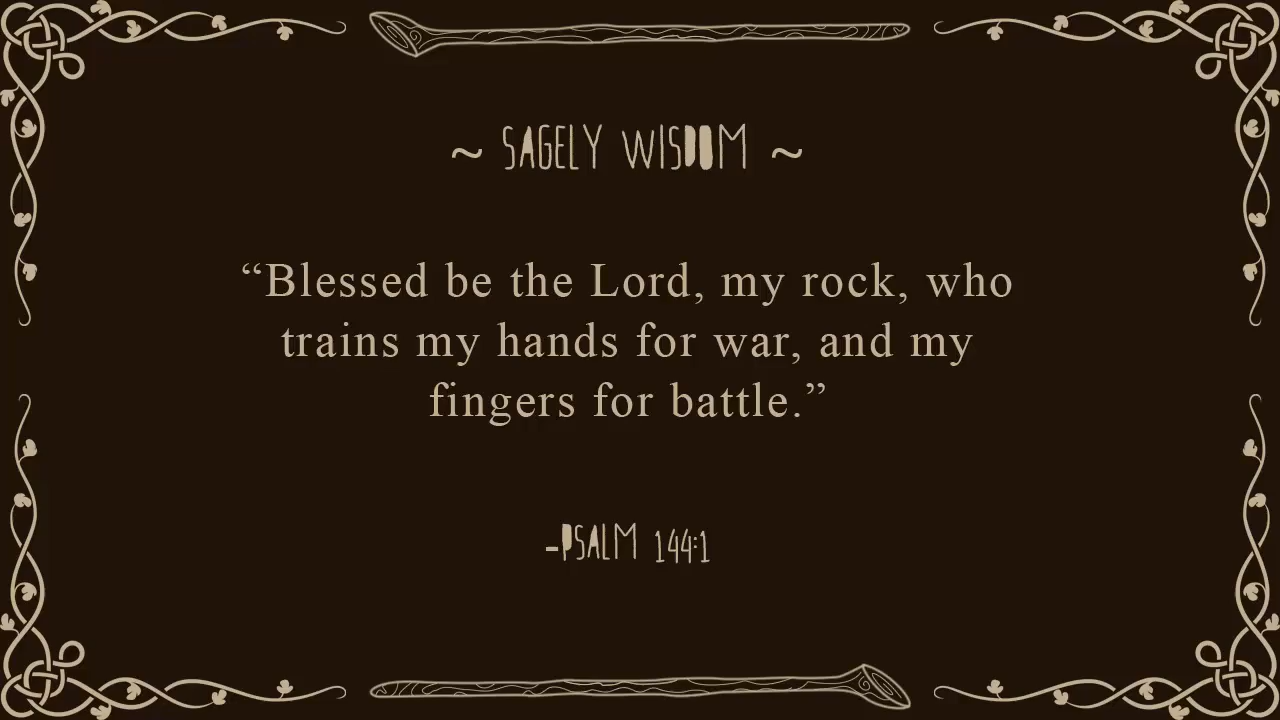 ~ SAGELY WISDOM ~
“Blessed be the Lord, my rock, who
trains my hands for war, and my
fingers for battle.”
-PSALM 144:1